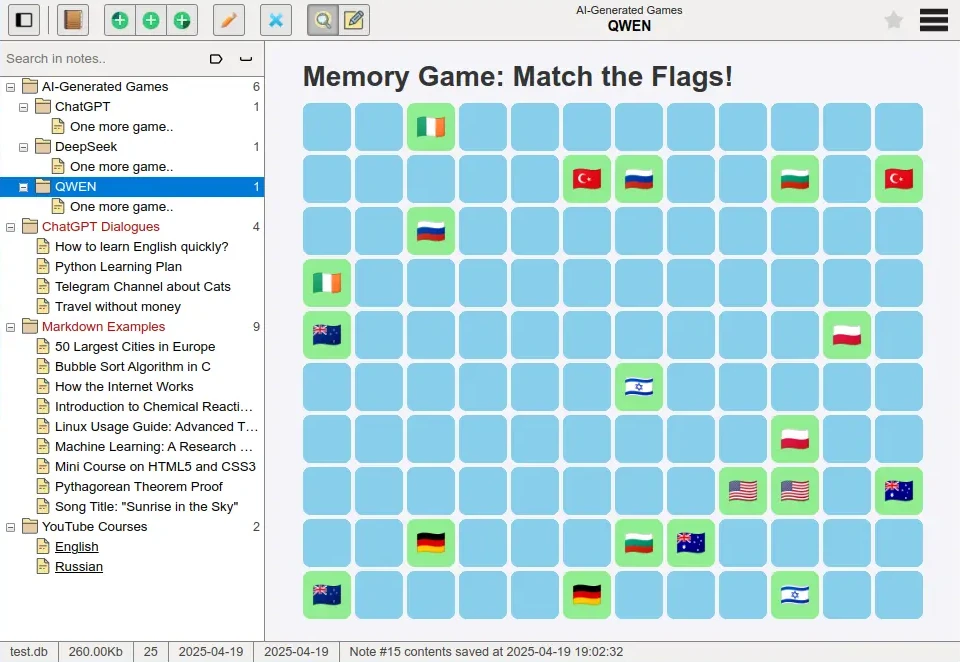 AI-Generated Games
QWEN
Search in notes..
AI-Generated Games 6
ChatGPT 1
One more game..
DeepSeek 1
One more game..
QWEN 1
One more game..
ChatGPT Dialogues 4
How to learn English quickly?
Python Learning Plan
Telegram Channel about Cats
Travel without money
Markdown Examples 9
50 Largest Cities in Europe
Bubble Sort Algorithm in C
How the Internet Works
Introduction to Chemical Reacti…
Linux Usage Guide: Advanced T…
Machine Learning: A Research …
Mini Course on HTML5 and CSS3
Pythagorean Theorem Proof
Song Title: "Sunrise in the Sky"
YouTube Courses 2
English
Russian
Memory Game: Match the Flags!
test.db 260.00Kb 25 2025-04-19 2025-04-19 Note #15 contents saved at 2025-04-19 19:02:32